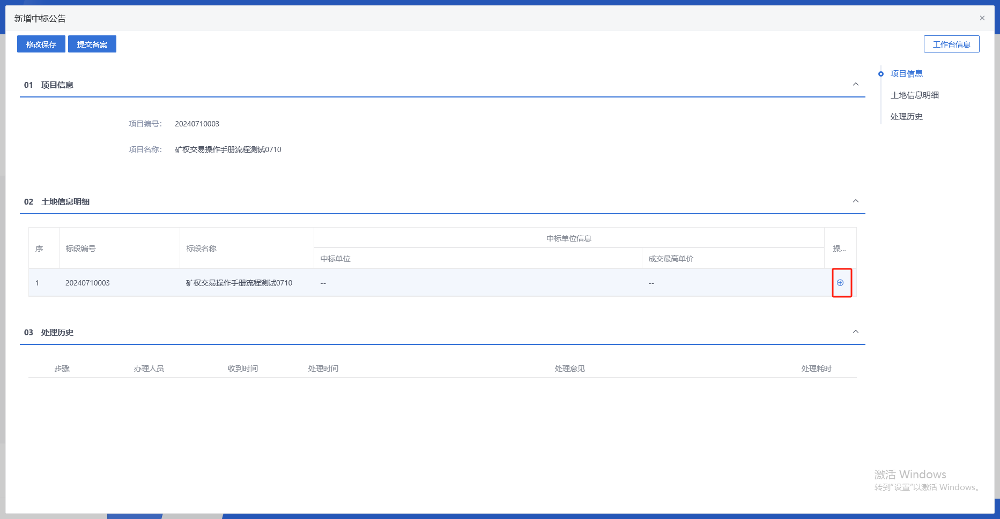 新增中标公告
修改保存
提交备案
工作台信息
项目信息
土地信息明细
处理历史
01 项目信息
项目编号： 20240710003
项目名称： 矿权交易操作手册流程测试0710
02 土地信息明细
序 标段编号 标段名称 中标单位信息 操...
中标单位 成交最高单价
1 20240710003 矿权交易操作手册流程测试0710 -- --
03 处理历史
步骤 办理人员 收到时间 处理时间 处理意见 处理耗时
激活 Windows
转到“设置”以激活 Windows。